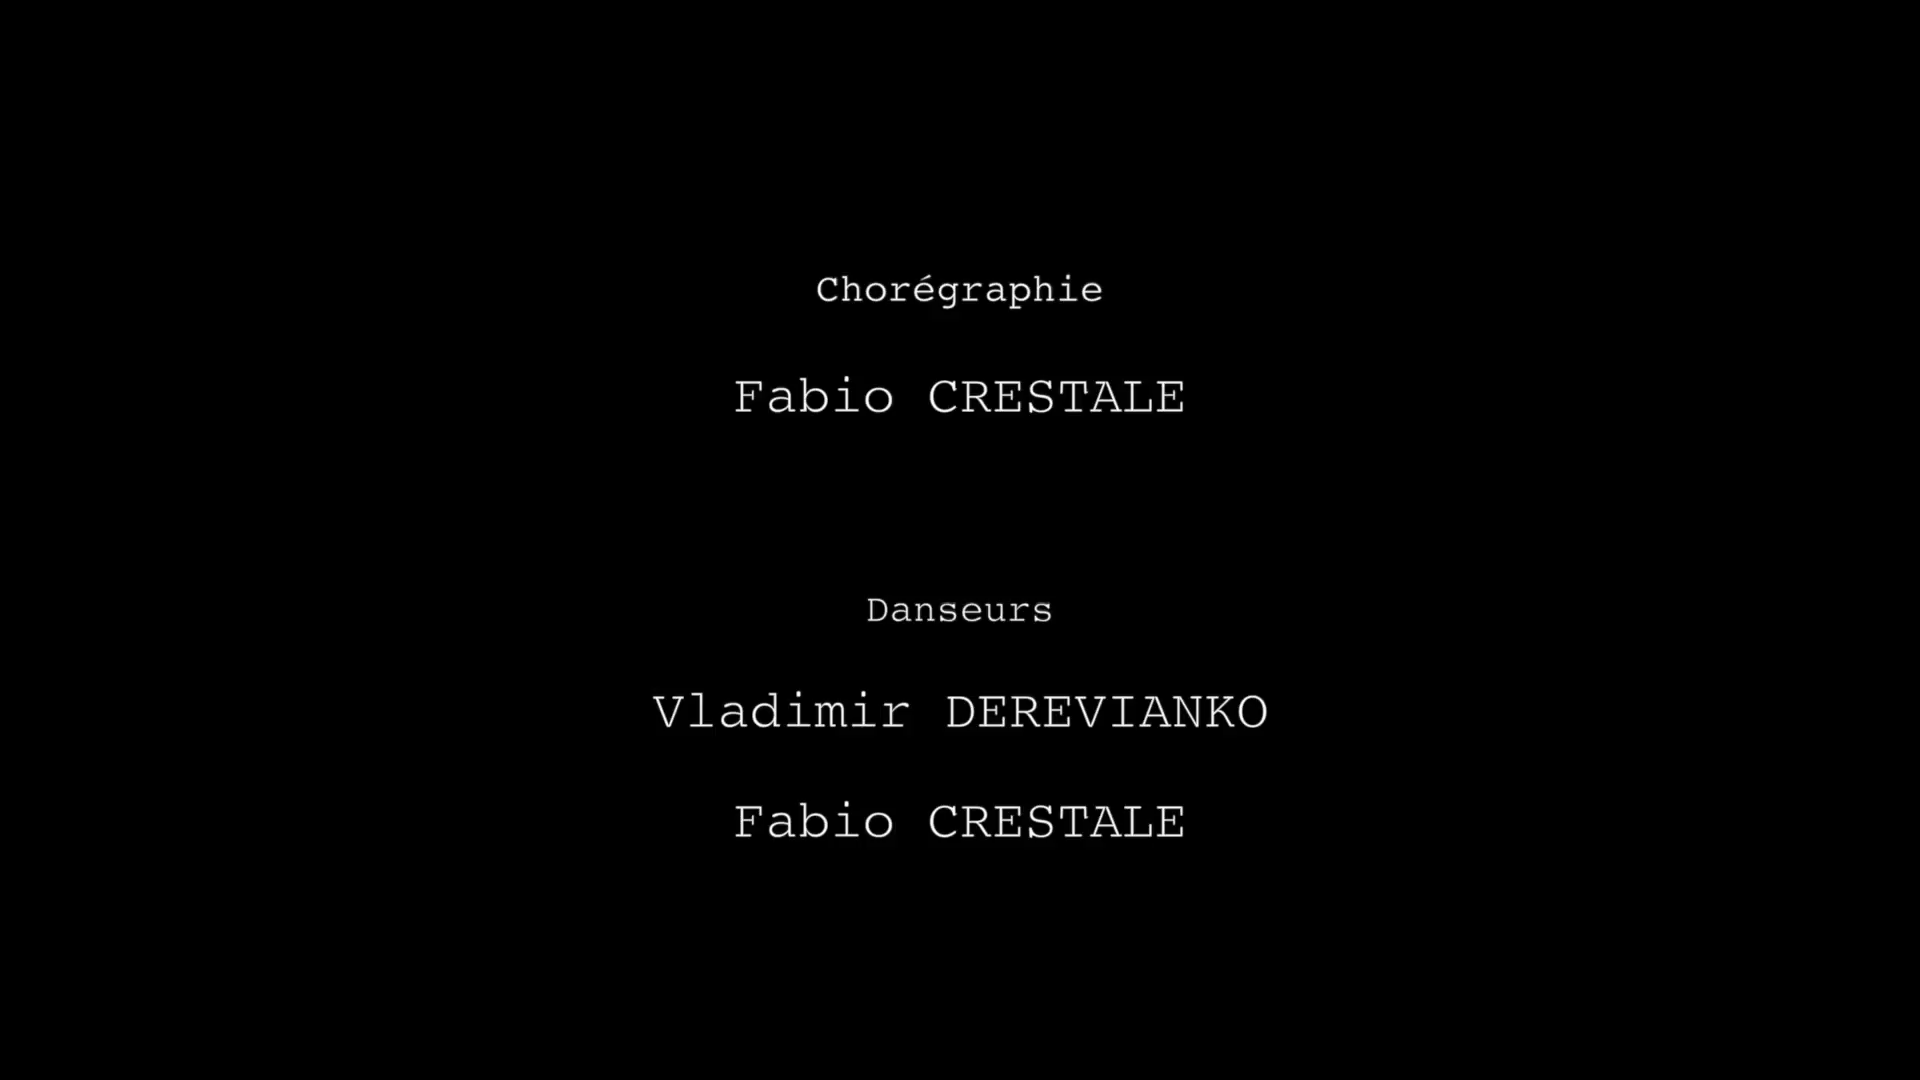 Chorégraphie
Fabio CRESTALE
Danseurs
Vladimir DEREVIANKO
Fabio CRESTALE